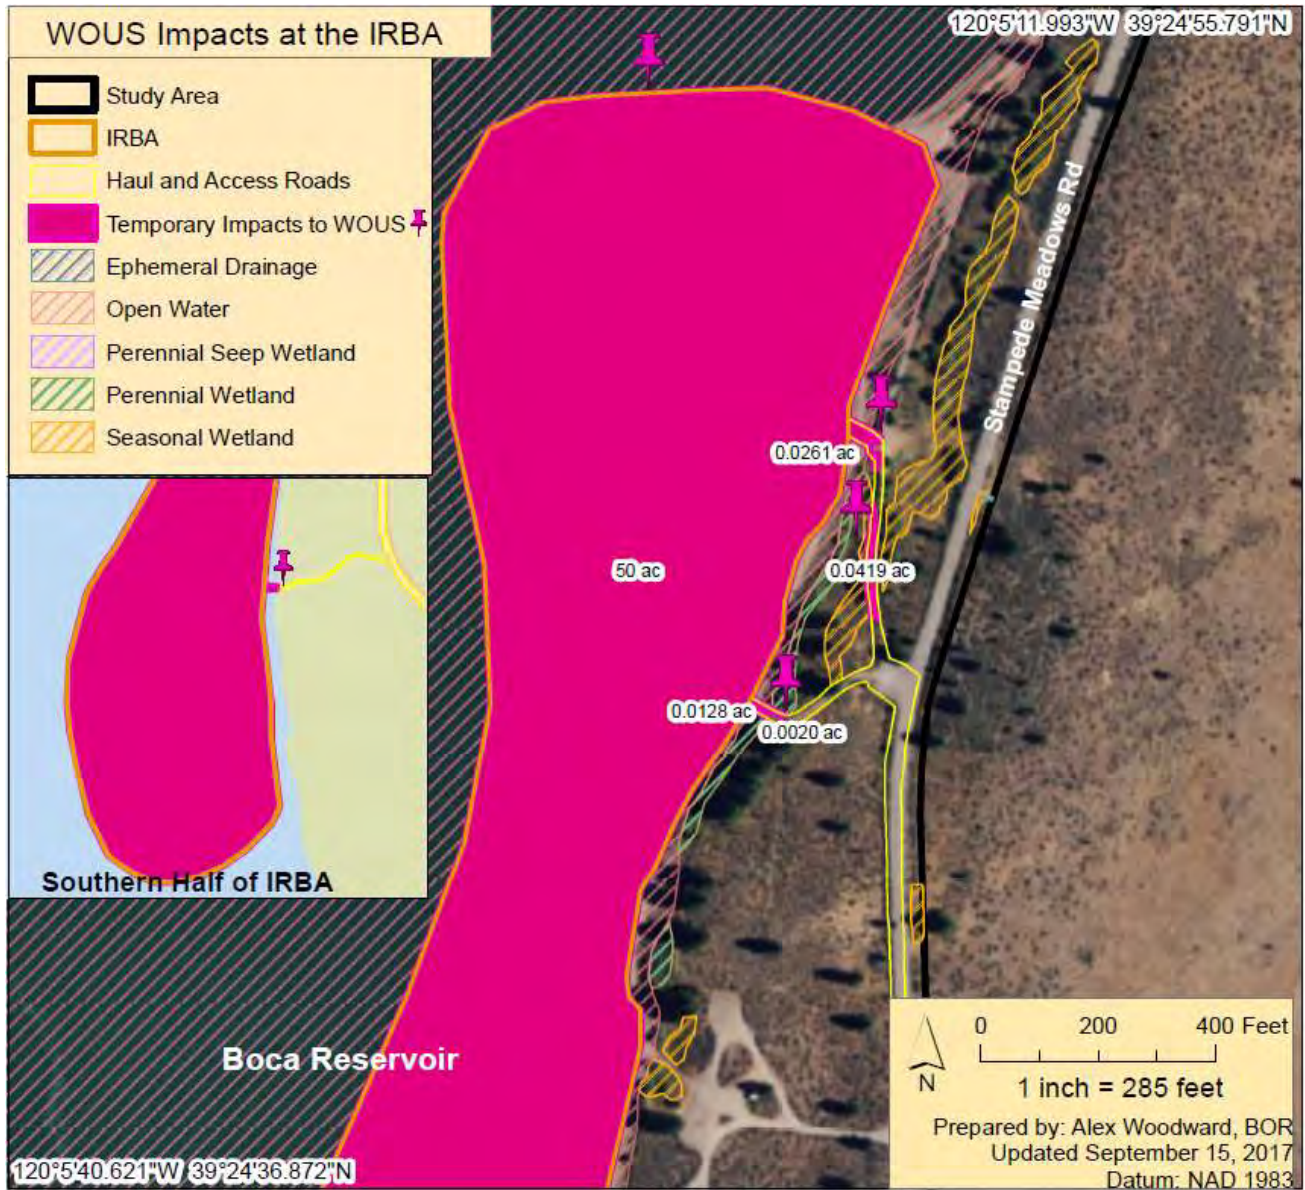 WOUS Impacts at the IRBA
120°5'11.993"W 39°24'55.791"N
Study Area
IRBA
Haul and Access Roads
Temporary Impacts to WOUS
Ephemeral Drainage
Open Water
Perennial Seep Wetland
Perennial Wetland
Seasonal Wetland
Stampede Meadows Rd
0.0261 ac
50 ac
0.0419 ac
0.0128 ac
0.0020 ac
Southern Half of IRBA
Boca Reservoir
0 200 400 Feet
N
1 inch = 285 feet
Prepared by: Alex Woodward, BOR
Updated September 15, 2017
Datum: NAD 1983
120°5'40.621"W 39°24'36.872"N